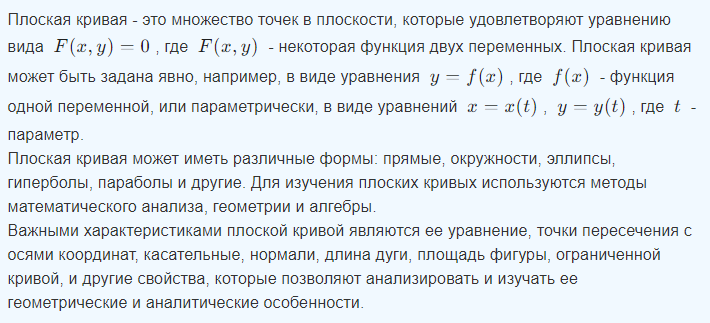 Плоская кривая - это множество точек в плоскости, которые удовлетворяют уравнению
вида F(x, y) = 0 , где F(x, y) - некоторая функция двух переменных. Плоская кривая
может быть задана явно, например, в виде уравнения y = f(x) , где f(x) - функция
одной переменной, или параметрически, в виде уравнений x = x(t) , y = y(t) , где t -
параметр.
Плоская кривая может иметь различные формы: прямые, окружности, эллипсы,
гиперболы, параболы и другие. Для изучения плоских кривых используются методы
математического анализа, геометрии и алгебры.
Важными характеристиками плоской кривой являются ее уравнение, точки пересечения с
осями координат, касательные, нормали, длина дуги, площадь фигуры, ограниченной
кривой, и другие свойства, которые позволяют анализировать и изучать ее
геометрические и аналитические особенности.